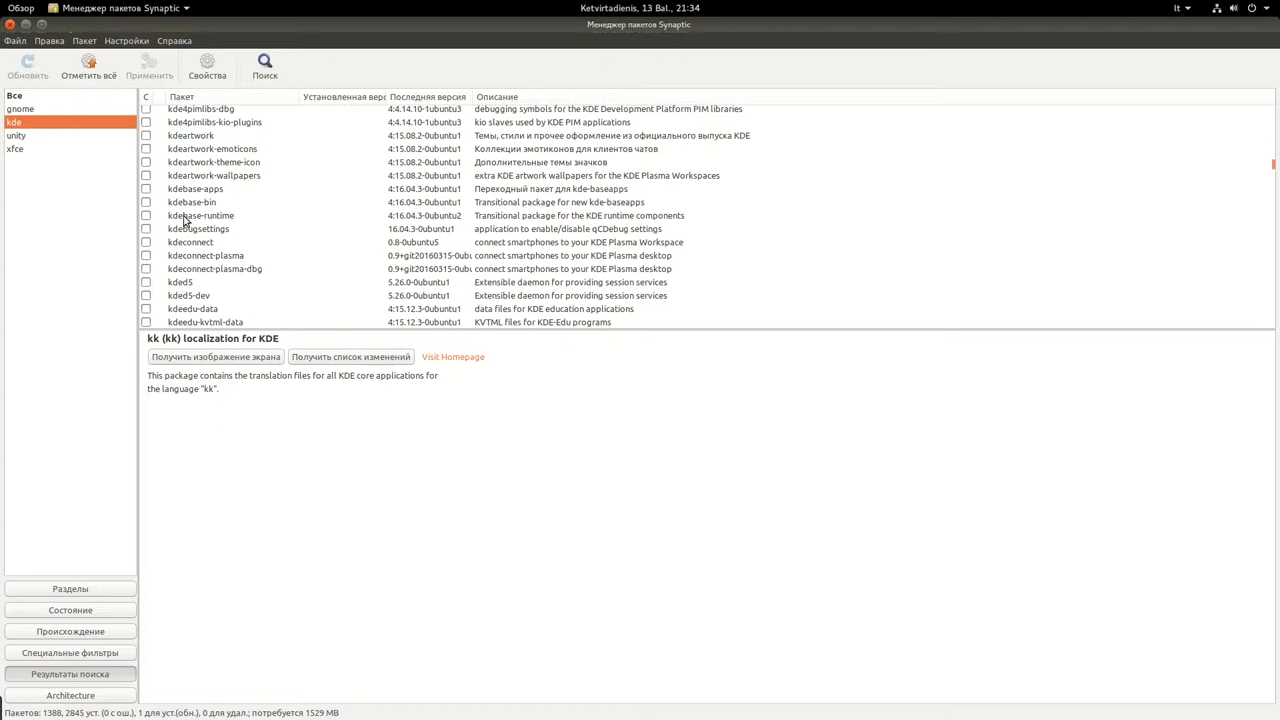 Обзор Менеджер пакетов Synaptic Ketvirtadienis, 13 Bal., 21:34 lt
Менеджер пакетов Synaptic
Файл Правка Пакет Настройки Справка
Обновить Отметить всё Применить Свойства Поиск
Все
gnome
kde
unity
xfce
С Пакет Установленная верс Последняя версия Описание
kde4pimlibs-dbg 4:4.14.10-1ubuntu3 debugging symbols for the KDE Development Platform PIM libraries
kde4pimlibs-kio-plugins 4:4.14.10-1ubuntu3 kio slaves used by KDE PIM applications
kdeartwork 4:15.08.2-0ubuntu1 Темы, стили и прочее оформление из официального выпуска KDE
kdeartwork-emoticons 4:15.08.2-0ubuntu1 Коллекции эмотиконов для клиентов чатов
kdeartwork-theme-icon 4:15.08.2-0ubuntu1 Дополнительные темы значков
kdeartwork-wallpapers 4:15.08.2-0ubuntu1 extra KDE artwork wallpapers for the KDE Plasma Workspaces
kdebase-apps 4:16.04.3-0ubuntu1 Переходный пакет для kde-baseapps
kdebase-bin 4:16.04.3-0ubuntu1 Transitional package for new kde-baseapps
kdebase-runtime 4:16.04.3-0ubuntu2 Transitional package for the KDE runtime components
kdebugsettings 16.04.3-0ubuntu1 application to enable/disable qCDebug settings
kdeconnect 0.8-0ubuntu5 connect smartphones to your KDE Plasma Workspace
kdeconnect-plasma 0.9+git20160315-0ubu connect smartphones to your KDE Plasma desktop
kdeconnect-plasma-dbg 0.9+git20160315-0ubu connect smartphones to your KDE Plasma desktop
kded5 5.26.0-0ubuntu1 Extensible daemon for providing session services
kded5-dev 5.26.0-0ubuntu1 Extensible daemon for providing session services
kdeedu-data 4:15.12.3-0ubuntu1 data files for KDE education applications
kdeedu-kvtml-data 4:15.12.3-0ubuntu1 KVTML files for KDE-Edu programs
kk (kk) localization for KDE
Получить изображение экрана Получить список изменений Visit Homepage
This package contains the translation files for all KDE core applications for
the language "kk".
Разделы
Состояние
Происхождение
Специальные фильтры
Результаты поиска
Architecture
Пакетов: 1388, 2845 уст. (0 с ош.), 1 для уст.(обн.), 0 для удал.; потребуется 1529 MB